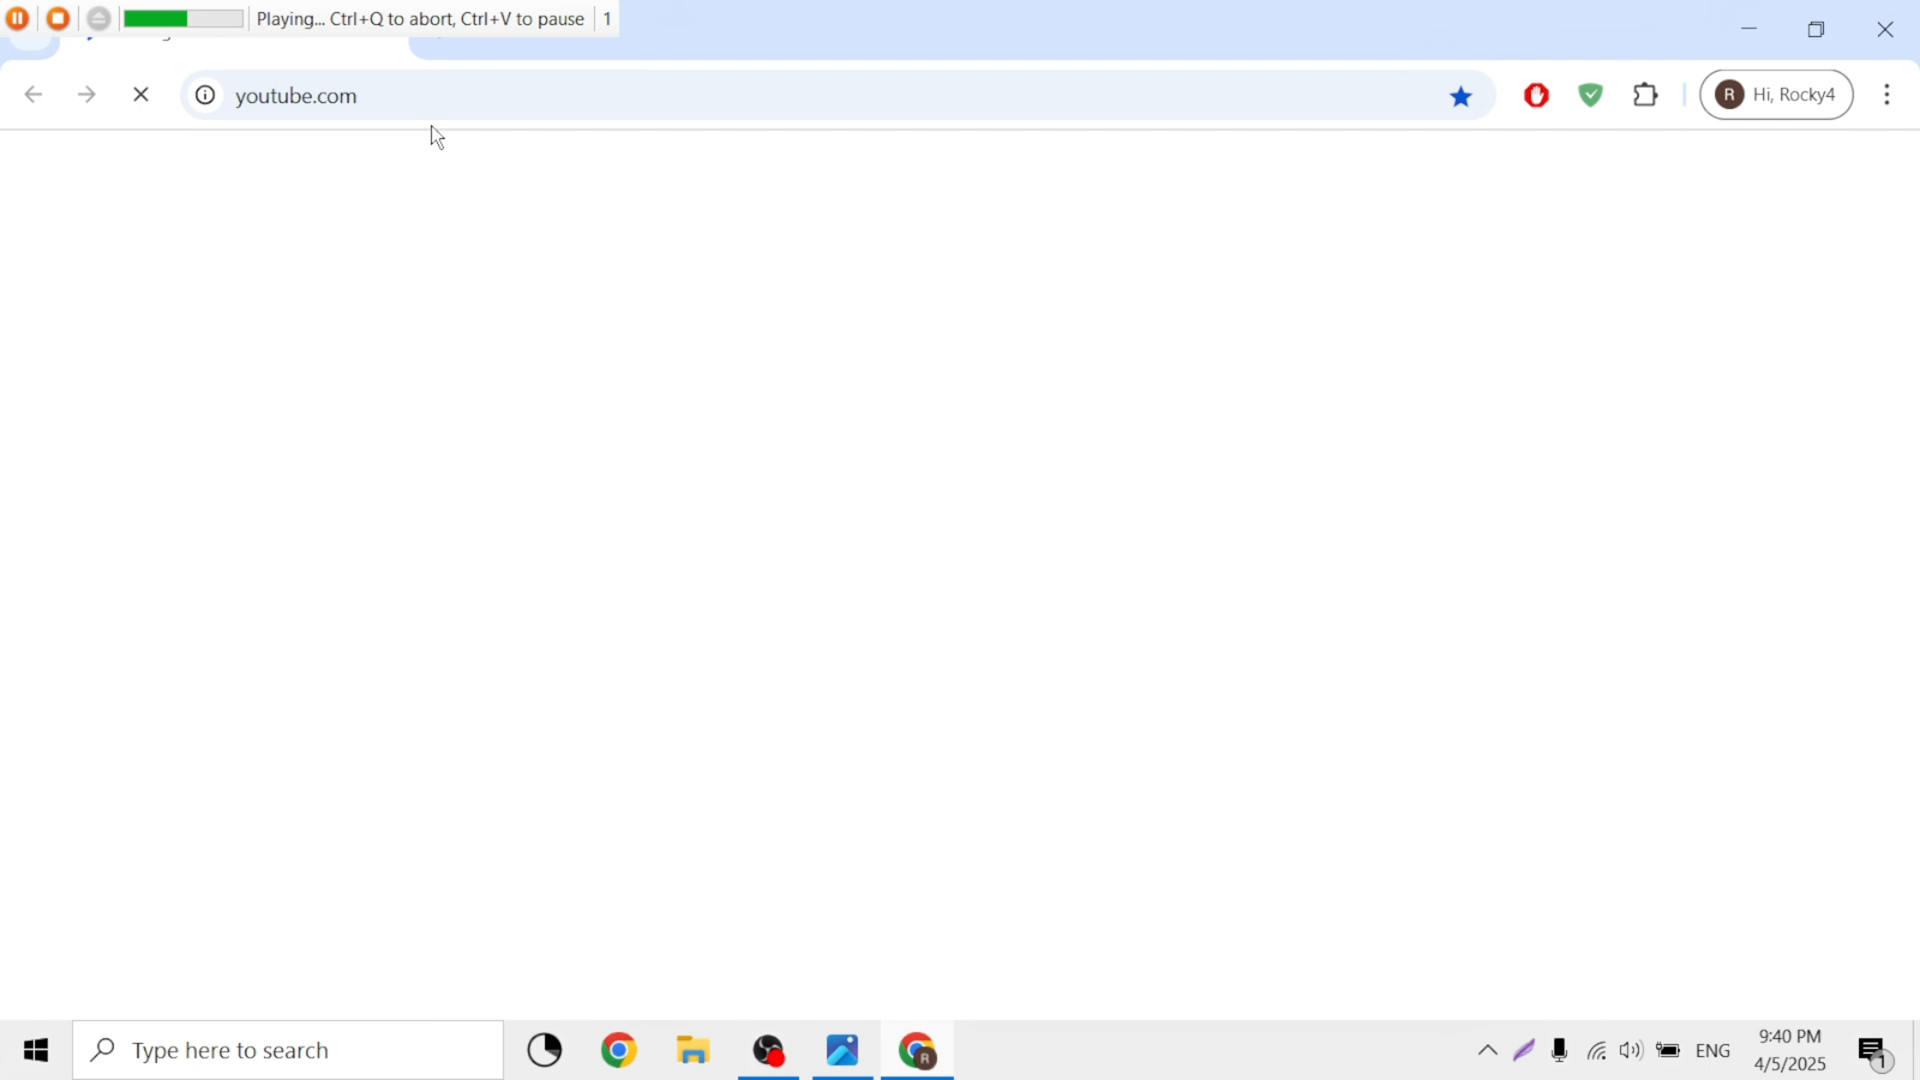 Playing... Ctrl+Q to abort, Ctrl+V to pause 1
youtube.com
R Hi, Rocky4
Type here to search
R
ENG
9:40 PM
4/5/2025
1